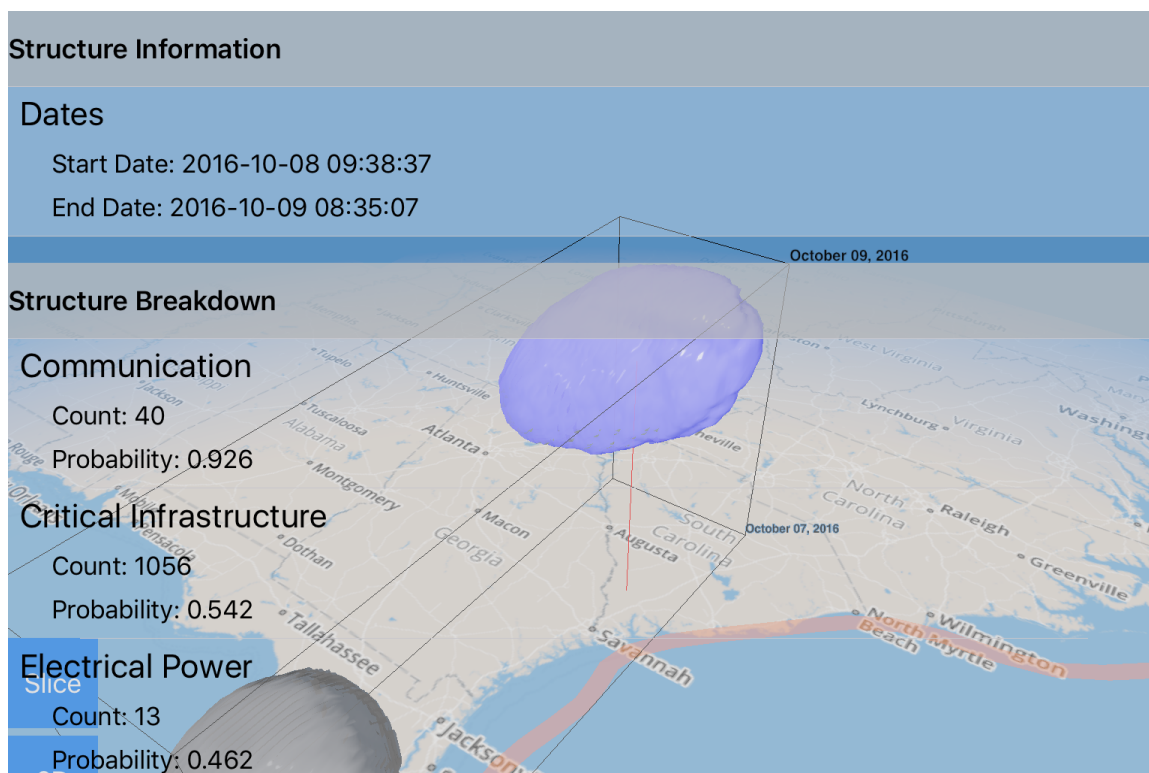 Structure Information
Dates
Start Date: 2016-10-08 09:38:37
End Date: 2016-10-09 08:35:07
October 09, 2016
Structure Breakdown
Communication
Count: 40
Probability: 0.926
Critical Infrastructure
Count: 1056
Probability: 0.542
Electrical Power
Slice
Count: 13
Probability: 0.462
October 07, 2016
West Virginia
Tupelo
Jackson
Huntsville
Tuscaloosa
Alabama
Atlanta
Lynchburg
Virginia
Washing
Rouge
Montgomery
Macon
Georgia
North
Carolina
Raleigh
South
Carolina
Augusta
Greenville
Pensacola
Dothan
Tallahassee
Savannah
North Myrtle
Beach
Wilmington
Jackson